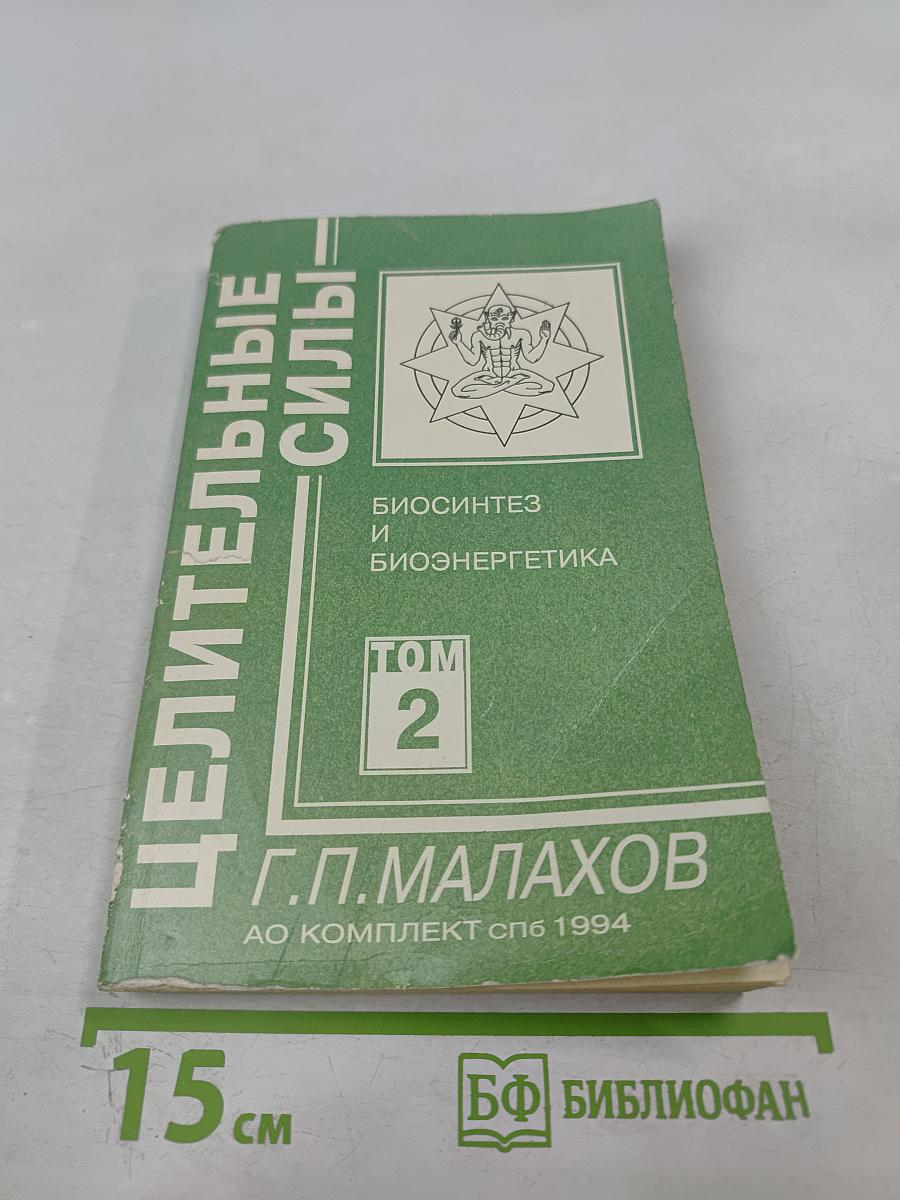 ЦЕЛИТЕЛЬНЫЕ
СИЛЫ
БИОСИНТЕЗ
И
БИОЭНЕРГЕТИКА
ТОМ
2
Г.П.МАЛАХОВ
АО КОМПЛЕКТ СПб 1994
15 см
БФ БИБЛИОФАН